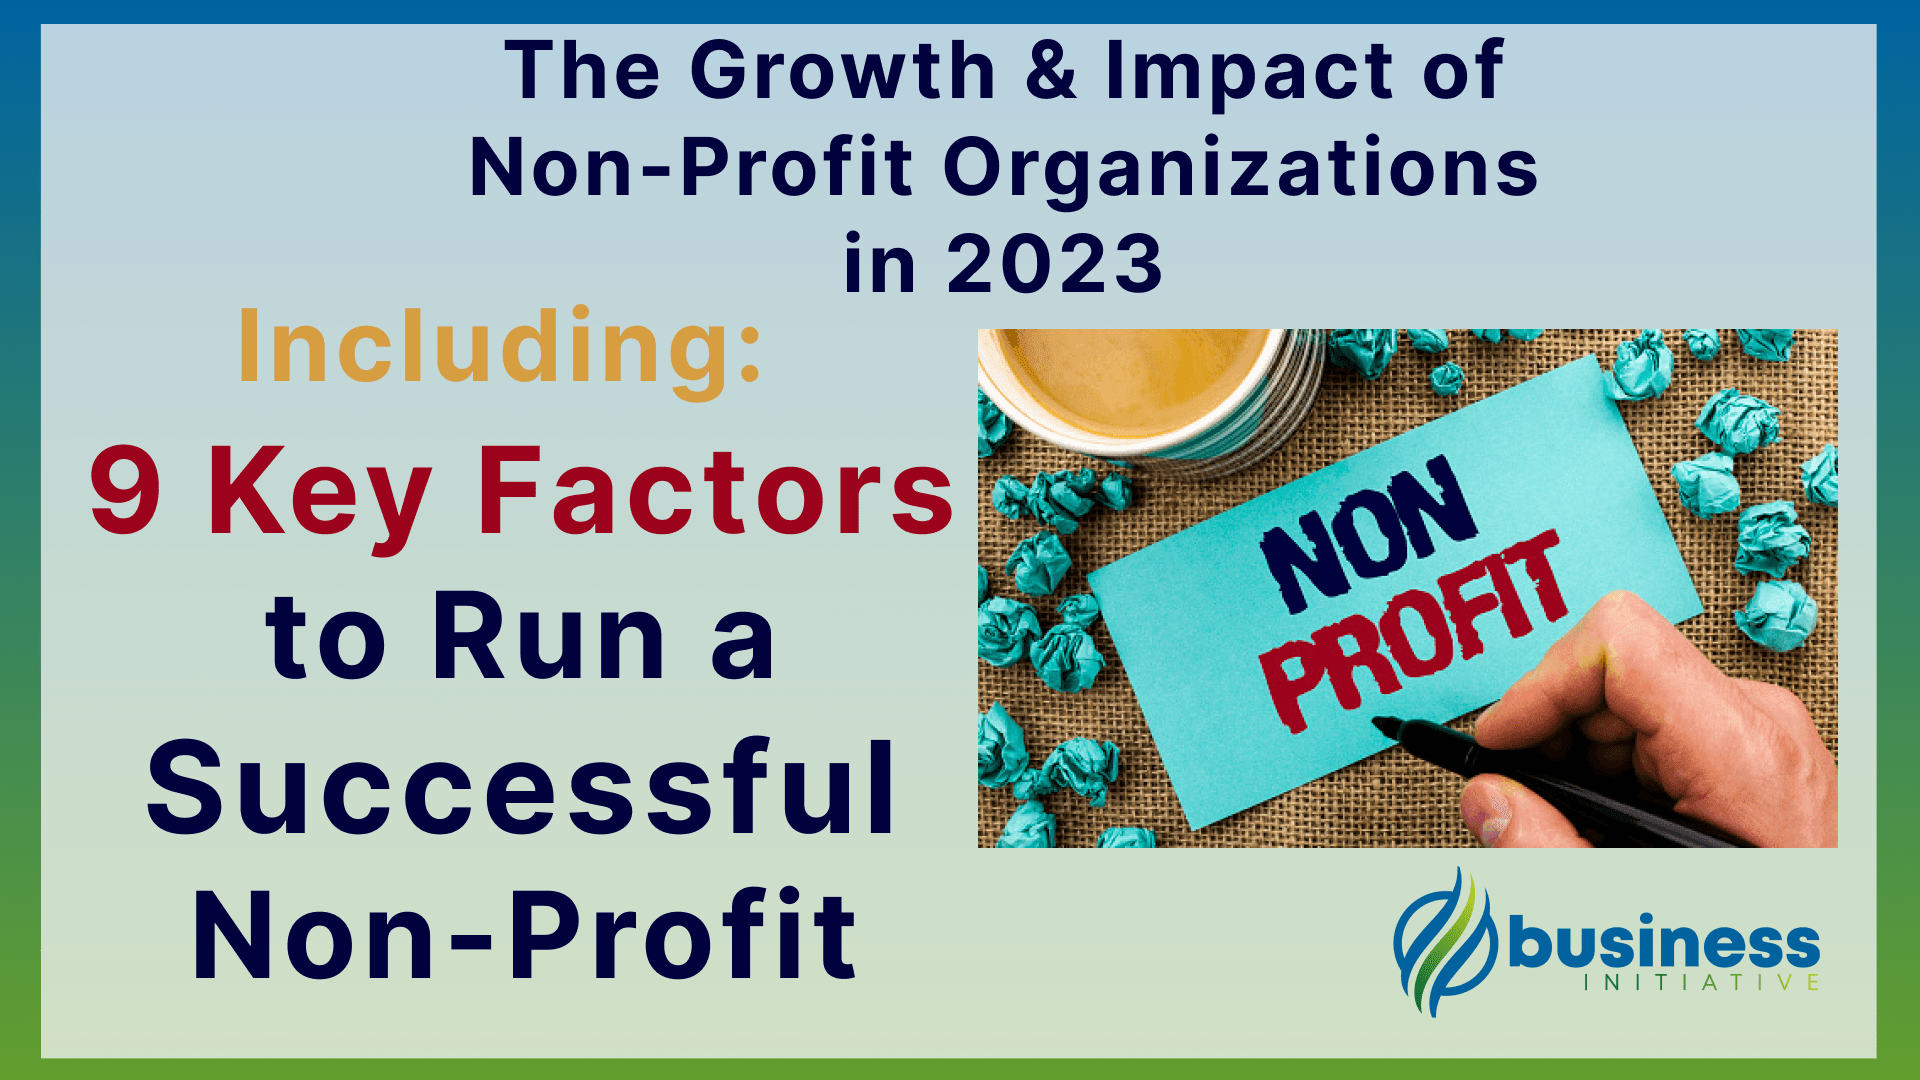 The Growth & Impact of
Non-Profit Organizations
in 2023
Including:
9 Key Factors
to Run a
Successful
Non-Profit
NON
PROFIT
business
INITIATIVE